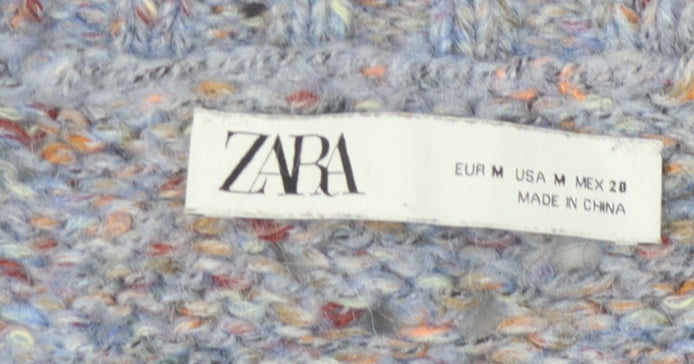 ZARA
EUR M USA M MEX 28
MADE IN CHINA